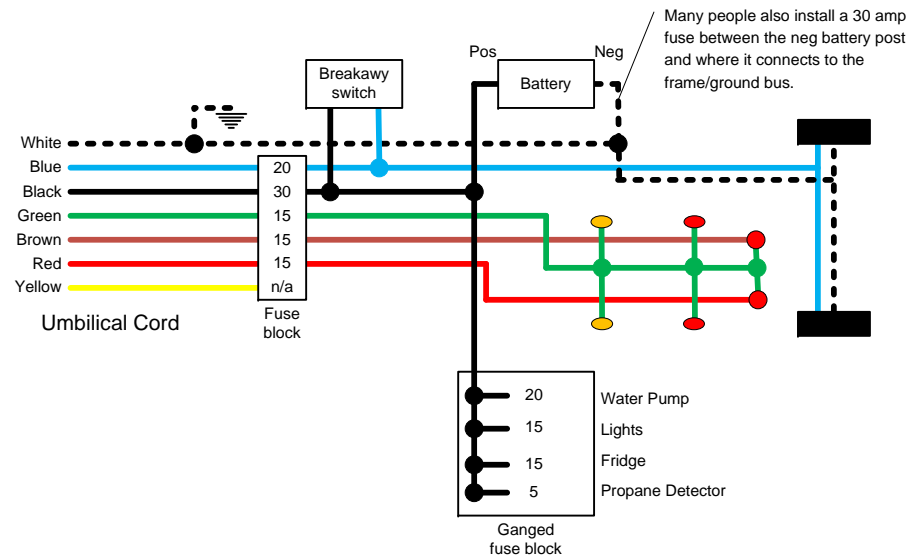 Many people also install a 30 amp
fuse between the neg battery post
and where it connects to the
frame/ground bus.
Pos
Neg
Breakawy
switch
Battery
White
Blue
20
Black
30
Green
15
Brown
15
Red
15
Yellow
n/a
Umbilical Cord
Fuse
block
20
Water Pump
15
Lights
15
Fridge
5
Propane Detector
Ganged
fuse block